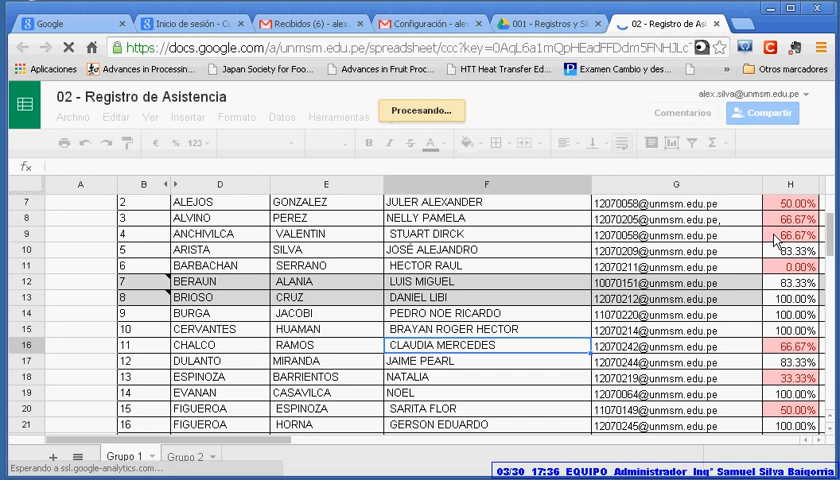 Google
Inicio de sesión - Cu
Recibidos (6) - alex
Configuración - alex
001 - Registros y Si
02 - Registro de Asist
https://docs.google.com/a/unmsm.edu.pe/spreadsheet/ccc?key=
Aplicaciones
Advances in Processin...
Japan Society for Foo...
Advances in Fruit Proc...
HTT Heat Transfer Ed...
Examen Cambio y des...
Otros marcadores
02 - Registro de Asistencia
Procesando...
alex.silva@unmsm.edu.pe
Archivo Editar Ver Insertar Formato Datos Herramientas
Comentarios
Compartir
€ % 123
B I S A
fx
A B D E F G H
7 2 ALEJOS GONZALEZ JULER ALEXANDER 12070058@unmsm.edu.pe 50.00%
8 3 ALVINO PEREZ NELLY PAMELA 12070205@unmsm.edu.pe, 66.67%
9 4 ANCHIVILCA VALENTIN STUART DIRCK 12070058@unmsm.edu.pe 66.67%
10 5 ARISTA SILVA JOSÉ ALEJANDRO 12070209@unmsm.edu.pe 83.33%
11 6 BARBACHAN SERRANO HECTOR RAUL 12070211@unmsm.edu.pe 0.00%
12 7 BERAUN ALANIA LUIS MIGUEL 10070151@unmsm.edu.pe 83.33%
13 8 BRIOSO CRUZ DANIEL LIBI 12070212@unmsm.edu.pe 100.00%
14 9 BURGA JACOBI PEDRO NOE RICARDO 11070220@unmsm.edu.pe 100.00%
15 10 CERVANTES HUAMAN BRAYAN ROGER HECTOR 12070214@unmsm.edu.pe 100.00%
16 11 CHALCO RAMOS CLAUDIA MERCEDES 12070242@unmsm.edu.pe 66.67%
17 12 DULANTO MIRANDA JAIME PEARL 12070244@unmsm.edu.pe 83.33%
18 13 ESPINOZA BARRIENTOS NATALIA 12070219@unmsm.edu.pe 33.33%
19 14 EVANAN CASAVILCA NOEL 12070064@unmsm.edu.pe 100.00%
20 15 FIGUEROA ESPINOZA SARITA FLOR 11070149@unmsm.edu.pe 50.00%
21 16 FIGUEROA HORNA GERSON EDUARDO 12070245@unmsm.edu.pe 100.00%
Grupo 1 Grupo 2
Esperando a ssl.google-analytics.com...
03/30 17:36 EQUIPO Administrador Ing° Samuel Silva Baigorria